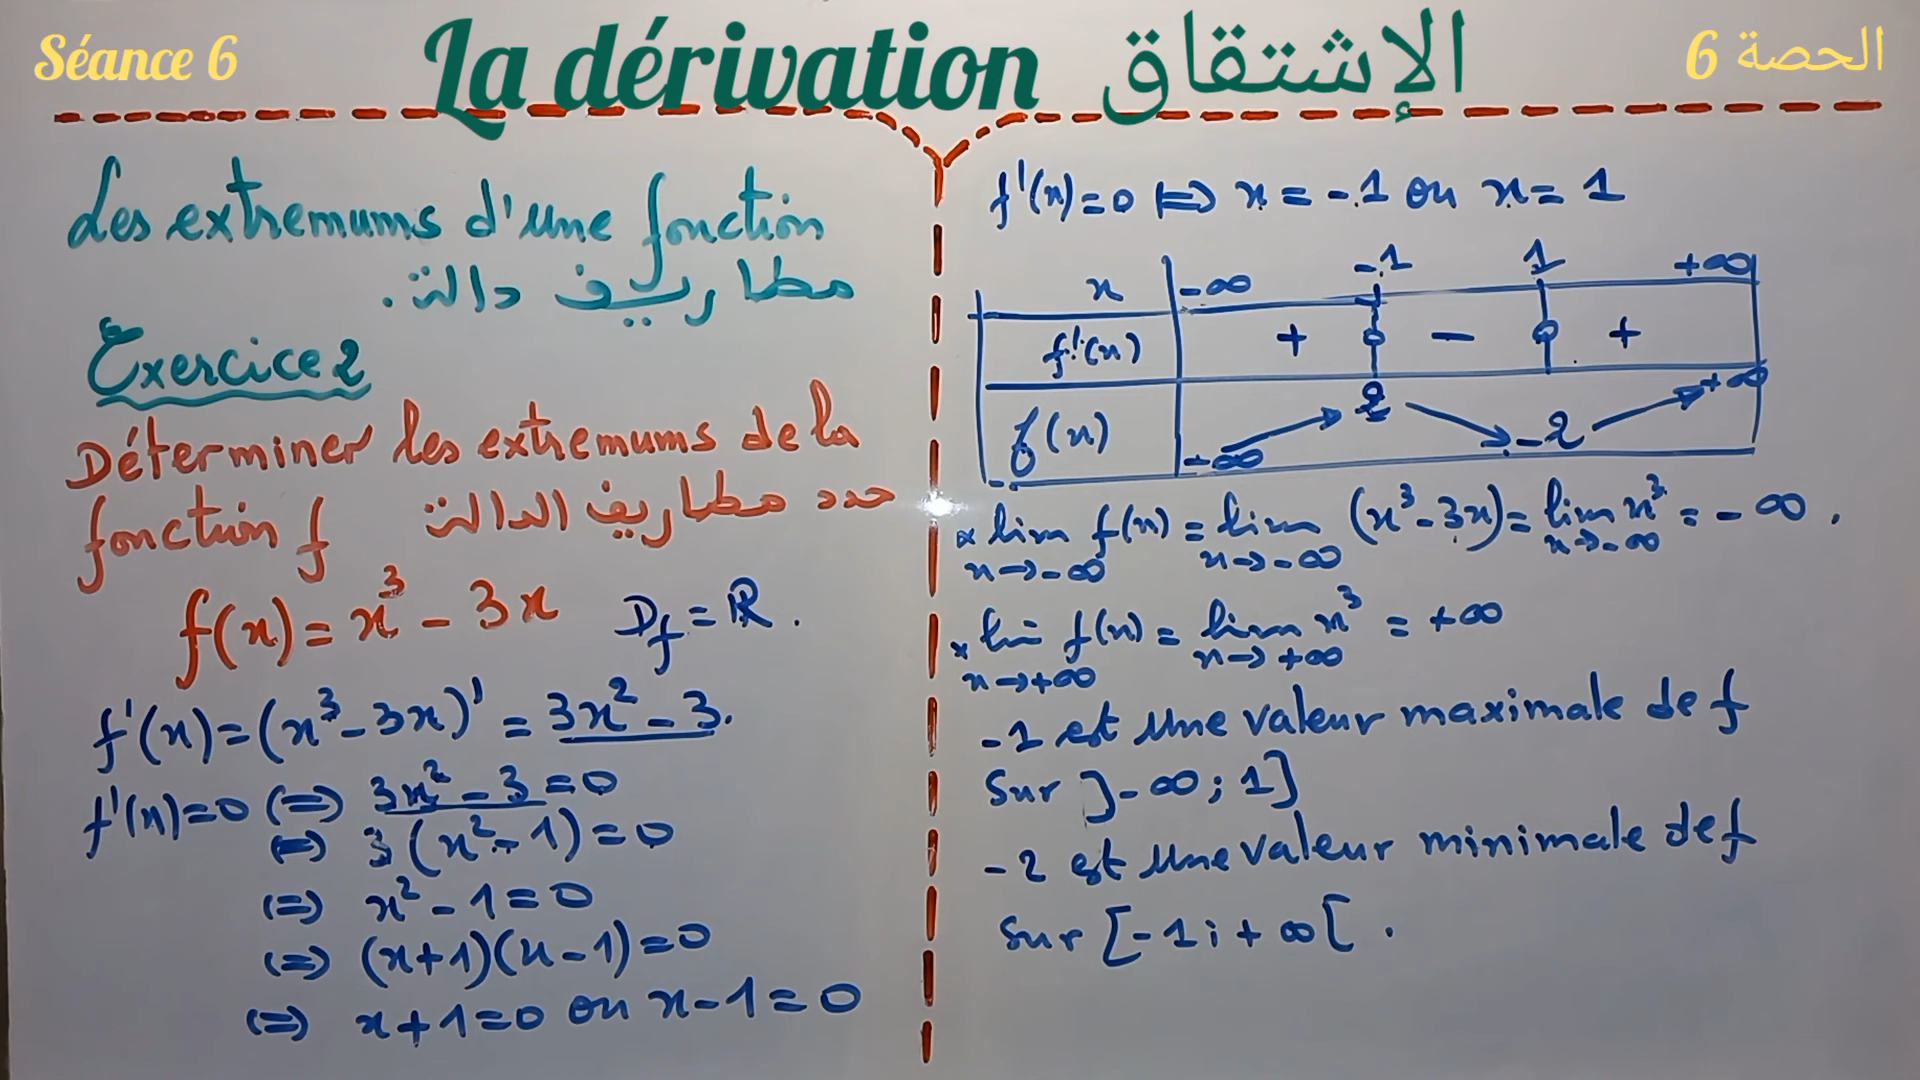 Séance 6
La dérivation الإشتقاق
الحصة 6
Les extremums d'une fonction
مطاريف دالة.
Exercice 2
Déterminer les extremums de la
fonction f حدد مطاريف الدالة
f(x) = x³ - 3x Df = ℝ.
f'(x) = (x³ - 3x)' = 3x² - 3.
f'(x) = 0 (=) 3x² - 3 = 0
(=) 3(x² - 1) = 0
(=) x² - 1 = 0
(=) (x+1)(x-1) = 0
(=) x+1=0 ou x-1=0
f'(x)=0 ⟺ x = -1 ou x = 1
x -∞ -1 1 +∞
f'(x) + 0 - 0 +
f(x) -∞ ↗ 2 ↘ -2 ↗ +∞
× lim x→-∞ f(x) = lim x→-∞ (x³ - 3x) = lim x→-∞ x³ = -∞.
× lim x→+∞ f(x) = lim x→+∞ x³ = +∞
-1 est une valeur maximale de f
sur ]-∞; 1]
-2 est une valeur minimale de f
sur [-1; +∞[.